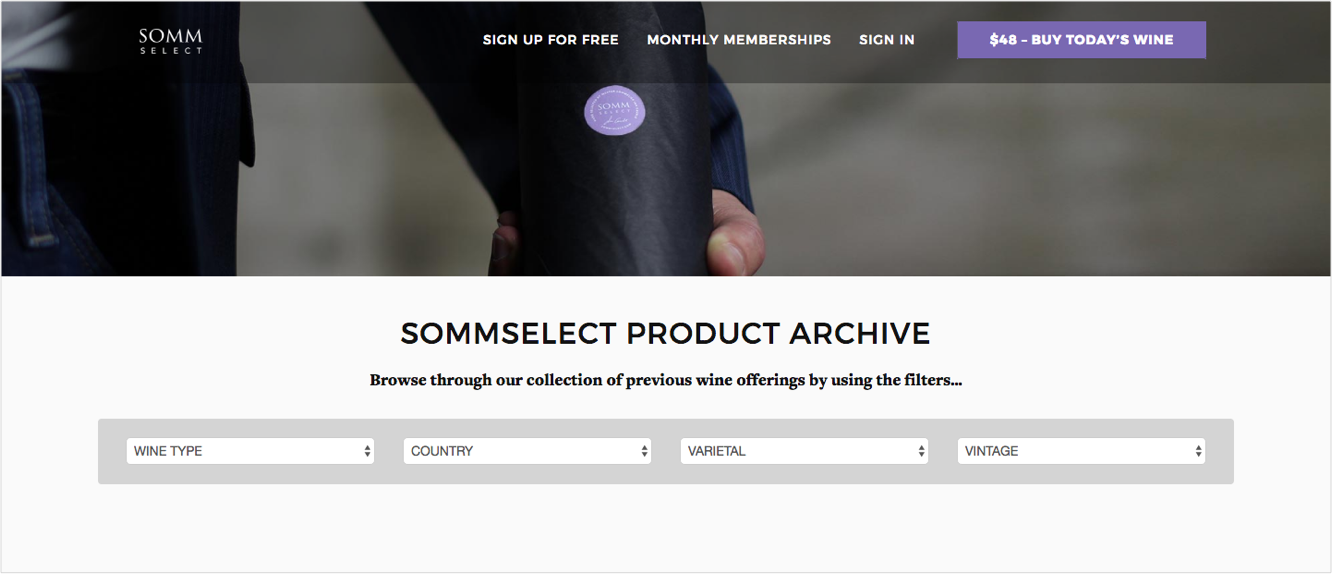 SOMM
SELECT
SIGN UP FOR FREE
MONTHLY MEMBERSHIPS
SIGN IN
$48 – BUY TODAY'S WINE
SOMM
SELECT
SOMMSELECT PRODUCT ARCHIVE
Browse through our collection of previous wine offerings by using the filters...
WINE TYPE
COUNTRY
VARIETAL
VINTAGE